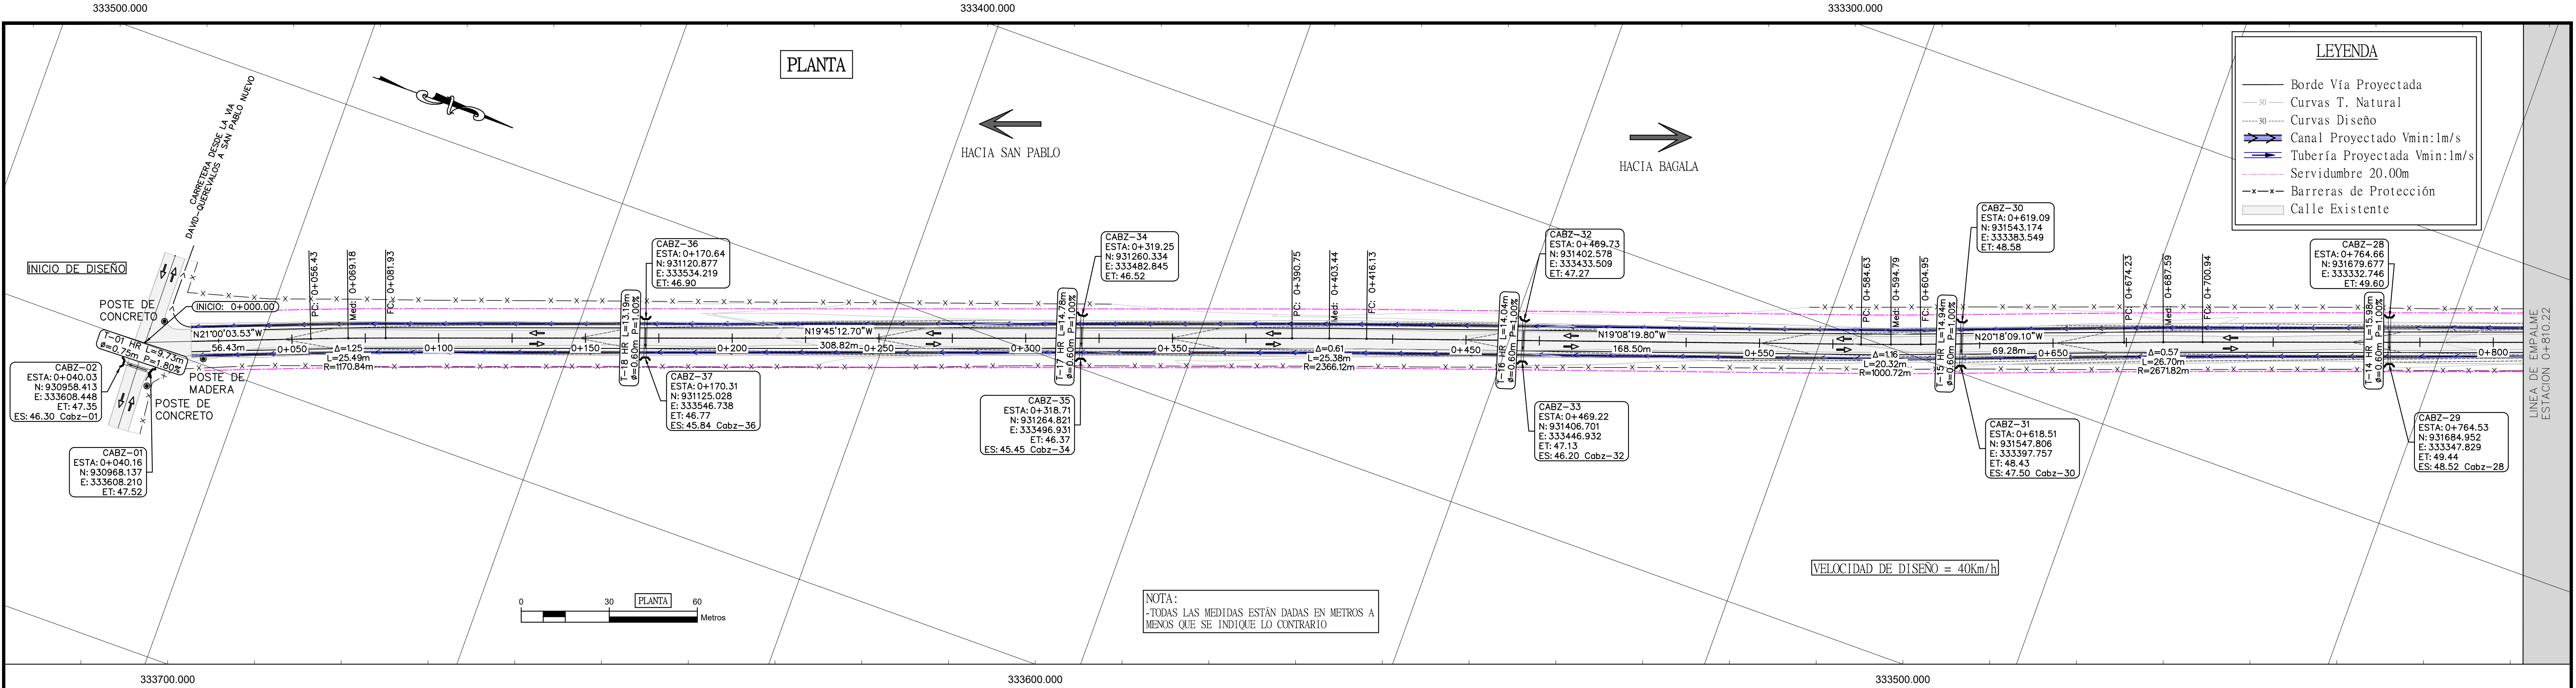 333500.000
333400.000
333300.000
PLANTA
LEYENDA
Borde Vía Proyectada
30 Curvas T. Natural
30 Curvas Diseño
Canal Proyectado Vmin:1m/s
Tubería Proyectada Vmin:1m/s
Servidumbre 20.00m
Barreras de Protección
Calle Existente
HACIA SAN PABLO
HACIA BAGALA
CARRETERA DESDE LA VIA
DAVID-QUEREVALOS A SAN PABLO NUEVO
INICIO DE DISEÑO
POSTE DE
CONCRETO
INICIO: 0+000.00
T-01 HR L=9.73m
ø=0.75m P=1.80%
POSTE DE
MADERA
POSTE DE
CONCRETO
CABZ-02
ESTA: 0+040.03
N: 930958.413
E: 333608.448
ET: 47.35
ES: 46.30 Cabz-01
CABZ-01
ESTA: 0+040.16
N: 930968.137
E: 333608.210
ET: 47.52
N21°00'03.53"W
56.43m
0+050
PC: 0+056.43
Med: 0+069.18
FC: 0+081.93
Δ=1.25
L=25.49m
R=1170.84m
0+100
0+150
T-18 HR L=13.19m
ø=0.60m P=1.00%
CABZ-36
ESTA: 0+170.64
N: 931120.877
E: 333534.219
ET: 46.90
CABZ-37
ESTA: 0+170.31
N: 931125.028
E: 333546.738
ET: 46.77
ES: 45.84 Cabz-36
0+200
N19°45'12.70"W
308.82m
0+250
0+300
T-17 HR L=14.78m
ø=0.60m P=1.00%
CABZ-34
ESTA: 0+319.25
N: 931260.334
E: 333482.845
ET: 46.52
CABZ-35
ESTA: 0+318.71
N: 931264.821
E: 333496.931
ET: 46.37
ES: 45.45 Cabz-34
0+350
PC: 0+390.75
Med: 0+403.44
FC: 0+416.13
Δ=0.61
L=25.38m
R=2366.12m
0+450
T-16 HR L=14.04m
ø=0.60m P=1.00%
CABZ-32
ESTA: 0+469.73
N: 931402.578
E: 333433.509
ET: 47.27
CABZ-33
ESTA: 0+469.22
N: 931406.701
E: 333446.932
ET: 47.13
ES: 46.20 Cabz-32
N19°08'19.80"W
168.50m
0+550
PC: 0+584.63
Med: 0+594.79
FC: 0+604.95
Δ=1.16
L=20.32m
R=1000.72m
T-15 HR L=14.94m
ø=0.60m P=1.00%
CABZ-30
ESTA: 0+619.09
N: 931543.174
E: 333383.549
ET: 48.58
CABZ-31
ESTA: 0+618.51
N: 931547.806
E: 333397.757
ET: 48.43
ES: 47.50 Cabz-30
N20°18'09.10"W
69.28m
0+650
PC: 0+674.23
Med: 0+687.59
FC: 0+700.94
Δ=0.57
L=26.70m
R=2671.82m
T-14 HR L=15.98m
ø=0.60m P=1.00%
CABZ-28
ESTA: 0+764.66
N: 931679.677
E: 333332.746
ET: 49.60
CABZ-29
ESTA: 0+764.53
N: 931684.952
E: 333347.829
ET: 49.44
ES: 48.52 Cabz-28
0+800
LINEA DE EMPALME
ESTACION 0+810.22
VELOCIDAD DE DISEÑO = 40Km/h
0
30
PLANTA
60
Metros
NOTA:
-TODAS LAS MEDIDAS ESTÁN DADAS EN METROS A
MENOS QUE SE INDIQUE LO CONTRARIO
333700.000
333600.000
333500.000